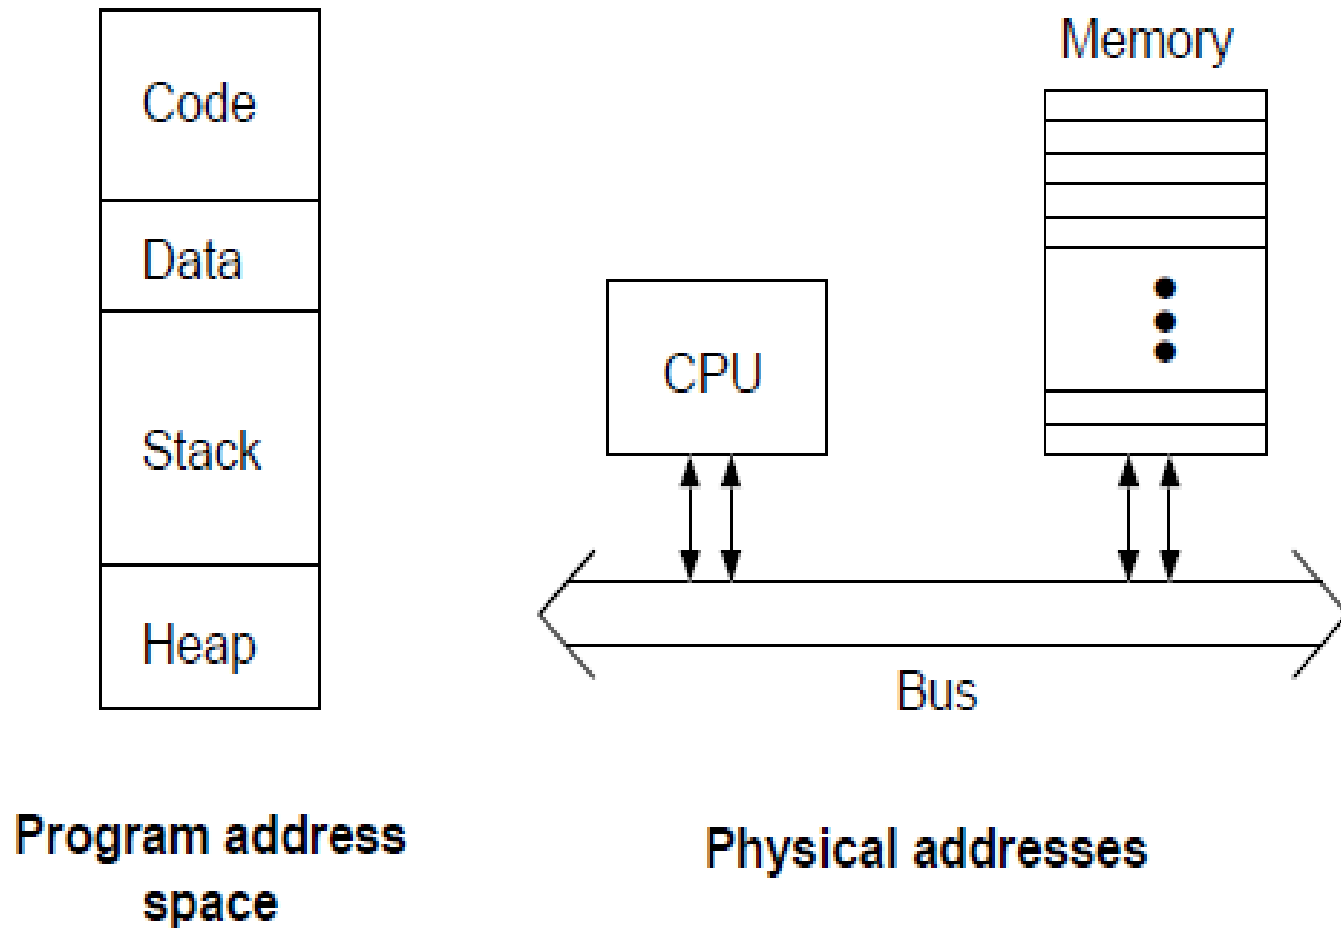 Code
Data
Stack
Heap
Program address
space
Memory
CPU
Bus
Physical addresses